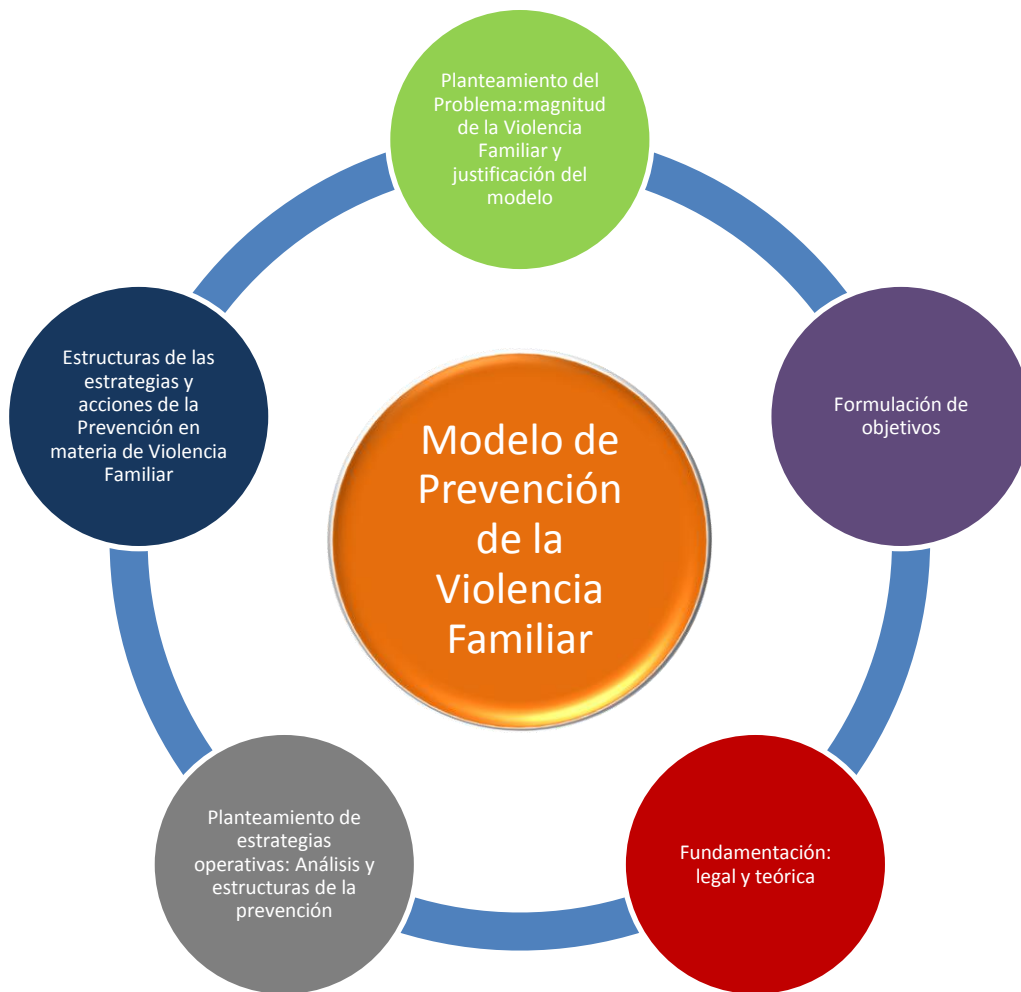 Planteamiento del
Problema:magnitud
de la Violencia
Familiar y
justificación del
modelo
Formulación de
objetivos
Fundamentación:
legal y teórica
Planteamiento de
estrategias
operativas: Análisis y
estructuras de la
prevención
Estructuras de las
estrategias y
acciones de la
Prevención en
materia de Violencia
Familiar
Modelo de
Prevención
de la
Violencia
Familiar